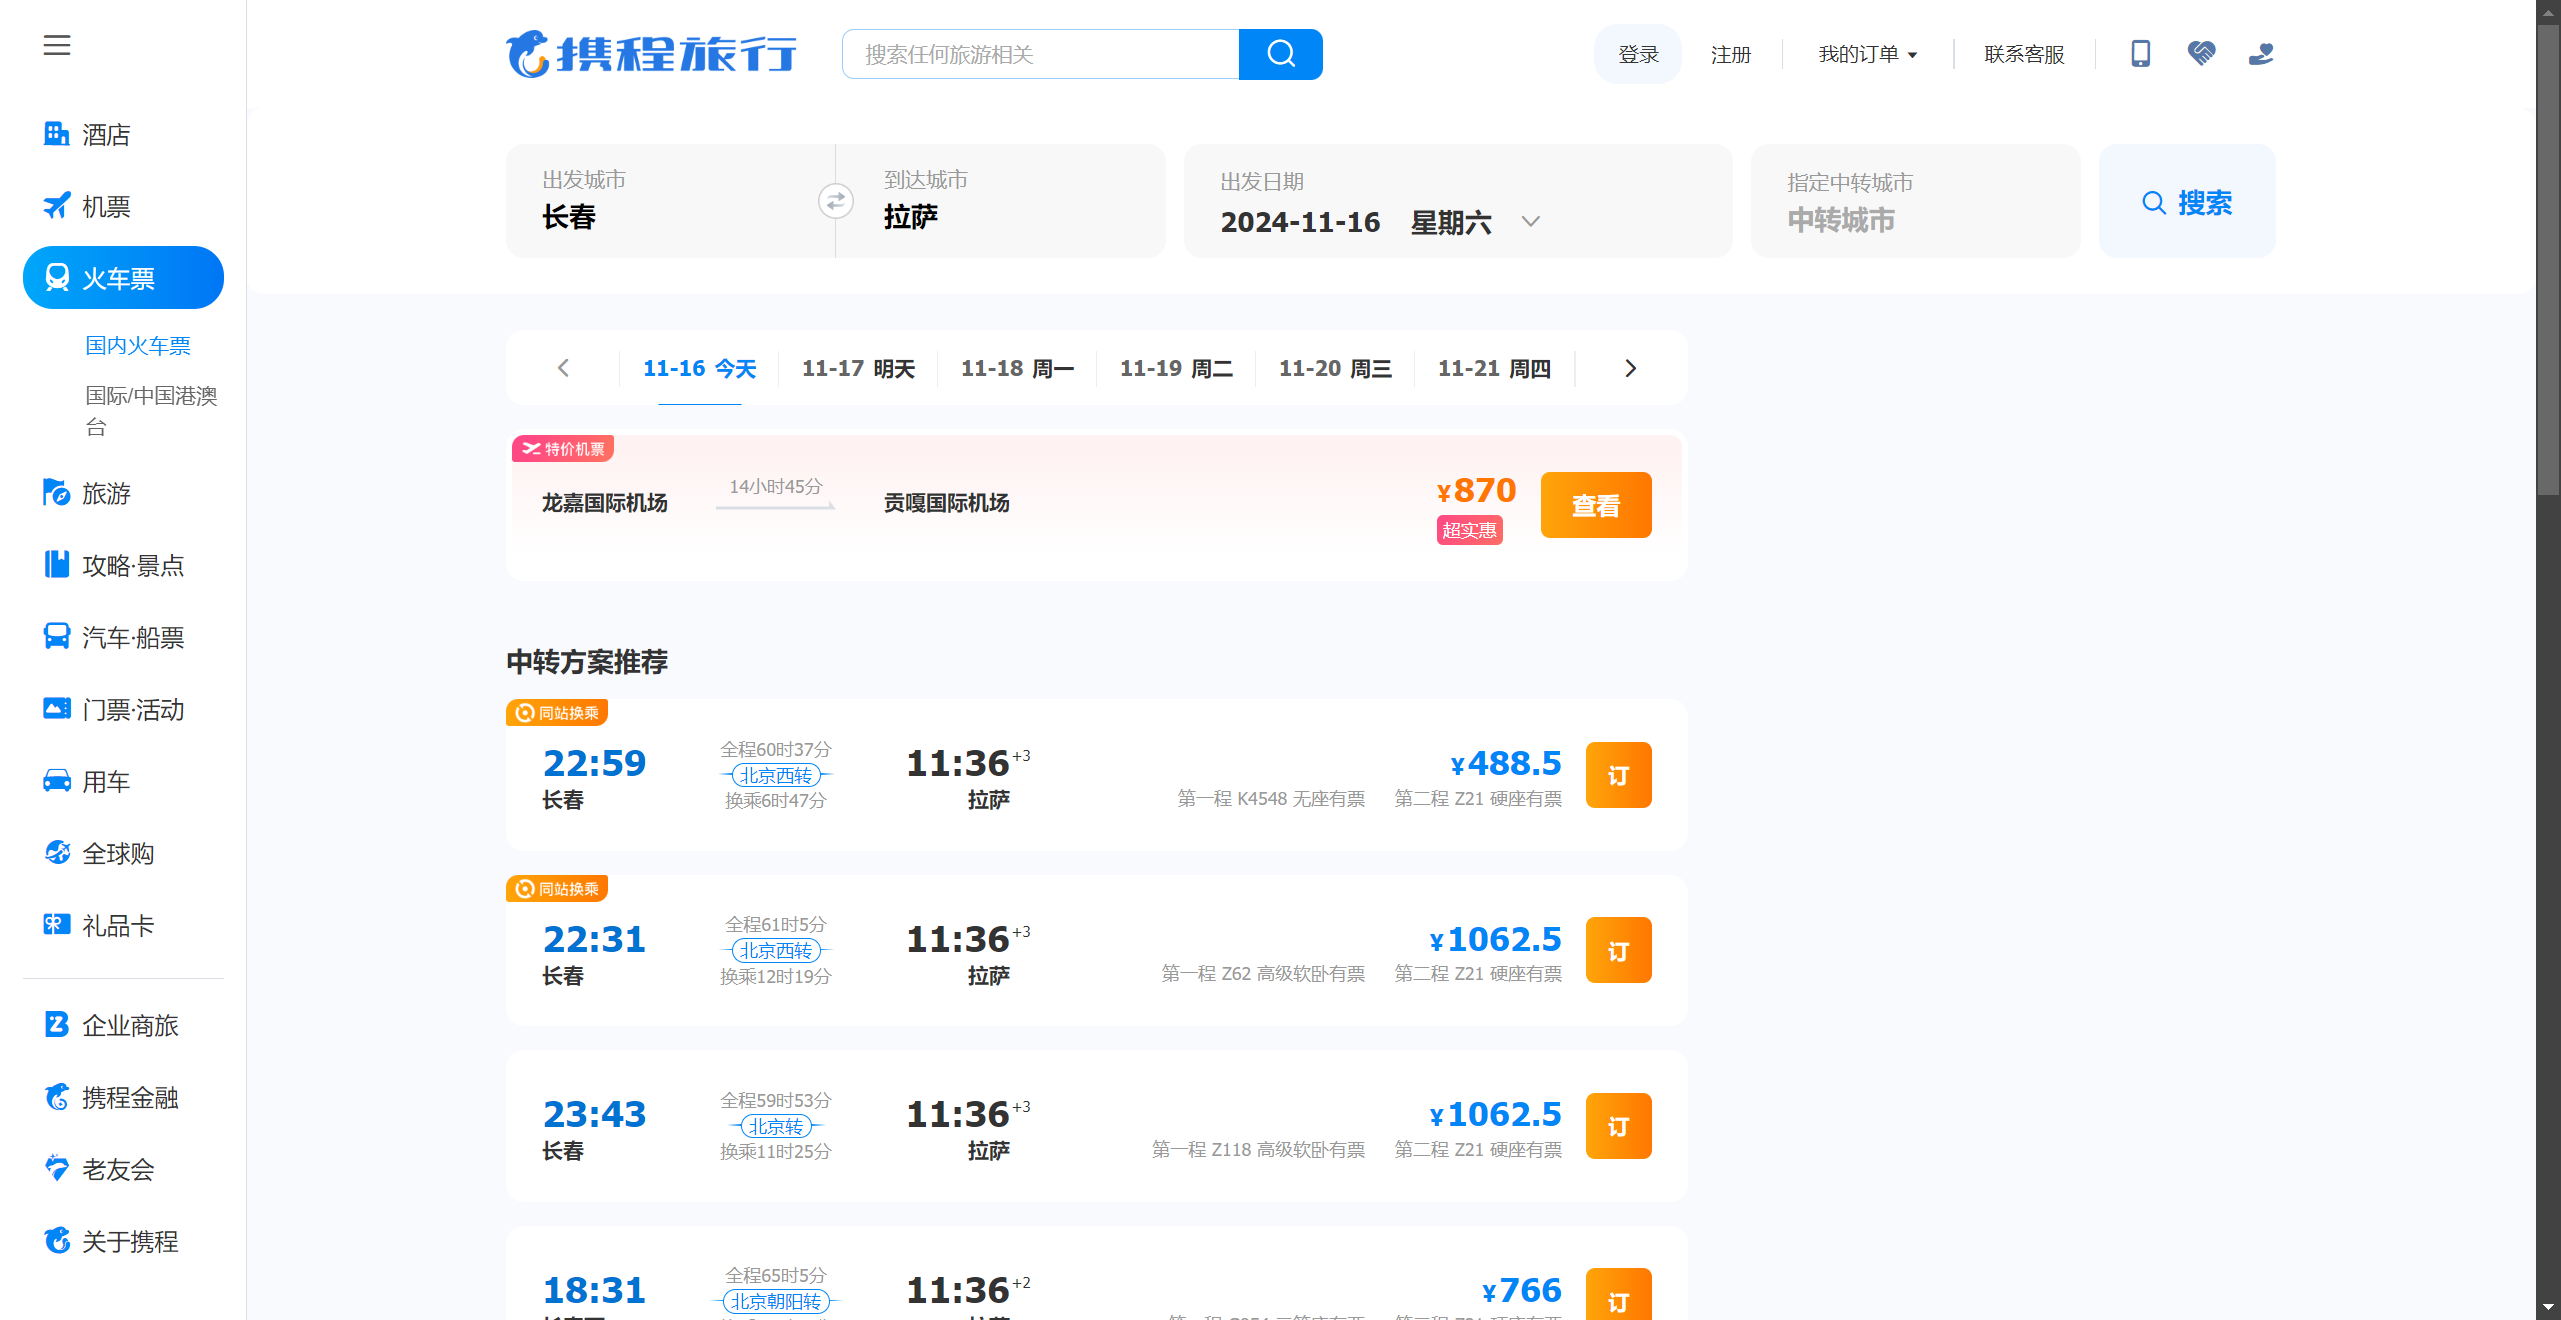 携程旅行
搜索任何旅游相关
登录
注册
我的订单
联系客服
酒店
机票
火车票
国内火车票
国际/中国港澳
台
旅游
攻略·景点
汽车·船票
门票·活动
用车
全球购
礼品卡
企业商旅
携程金融
老友会
关于携程
出发城市
长春
到达城市
拉萨
出发日期
2024-11-16 星期六
指定中转城市
中转城市
搜索
11-16 今天
11-17 明天
11-18 周一
11-19 周二
11-20 周三
11-21 周四
特价机票
龙嘉国际机场
14小时45分
贡嘎国际机场
¥870
超实惠
查看
中转方案推荐
同站换乘
22:59
长春
全程60时37分
北京西转
换乘6时47分
11:36+3
拉萨
¥488.5
第一程 K4548 无座有票
第二程 Z21 硬座有票
订
同站换乘
22:31
长春
全程61时5分
北京西转
换乘12时19分
11:36+3
拉萨
¥1062.5
第一程 Z62 高级软卧有票
第二程 Z21 硬座有票
订
23:43
长春
全程59时53分
北京转
换乘11时25分
11:36+3
拉萨
¥1062.5
第一程 Z118 高级软卧有票
第二程 Z21 硬座有票
订
18:31
全程65时5分
北京朝阳转
11:36+2
¥766
订